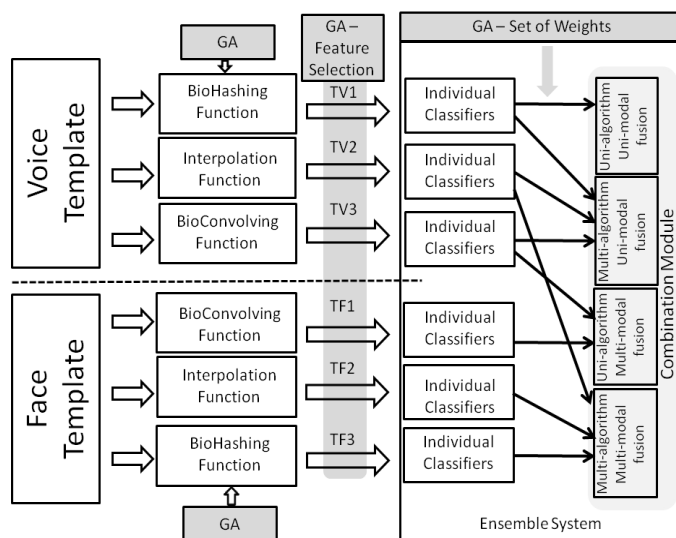 GA
GA –
Feature
Selection
GA – Set of Weights
Voice
Template
BioHashing
Function
TV1
Individual
Classifiers
Uni-algorithm
Uni-modal
fusion
Interpolation
Function
TV2
Individual
Classifiers
BioConvolving
Function
TV3
Individual
Classifiers
Multi-algorithm
Uni-modal
fusion
Combination Module
Face
Template
BioConvolving
Function
TF1
Individual
Classifiers
Uni-algorithm
Multi-modal
fusion
Interpolation
Function
TF2
Individual
Classifiers
BioHashing
Function
TF3
Individual
Classifiers
Multi-algorithm
Multi-modal
fusion
GA
Ensemble System